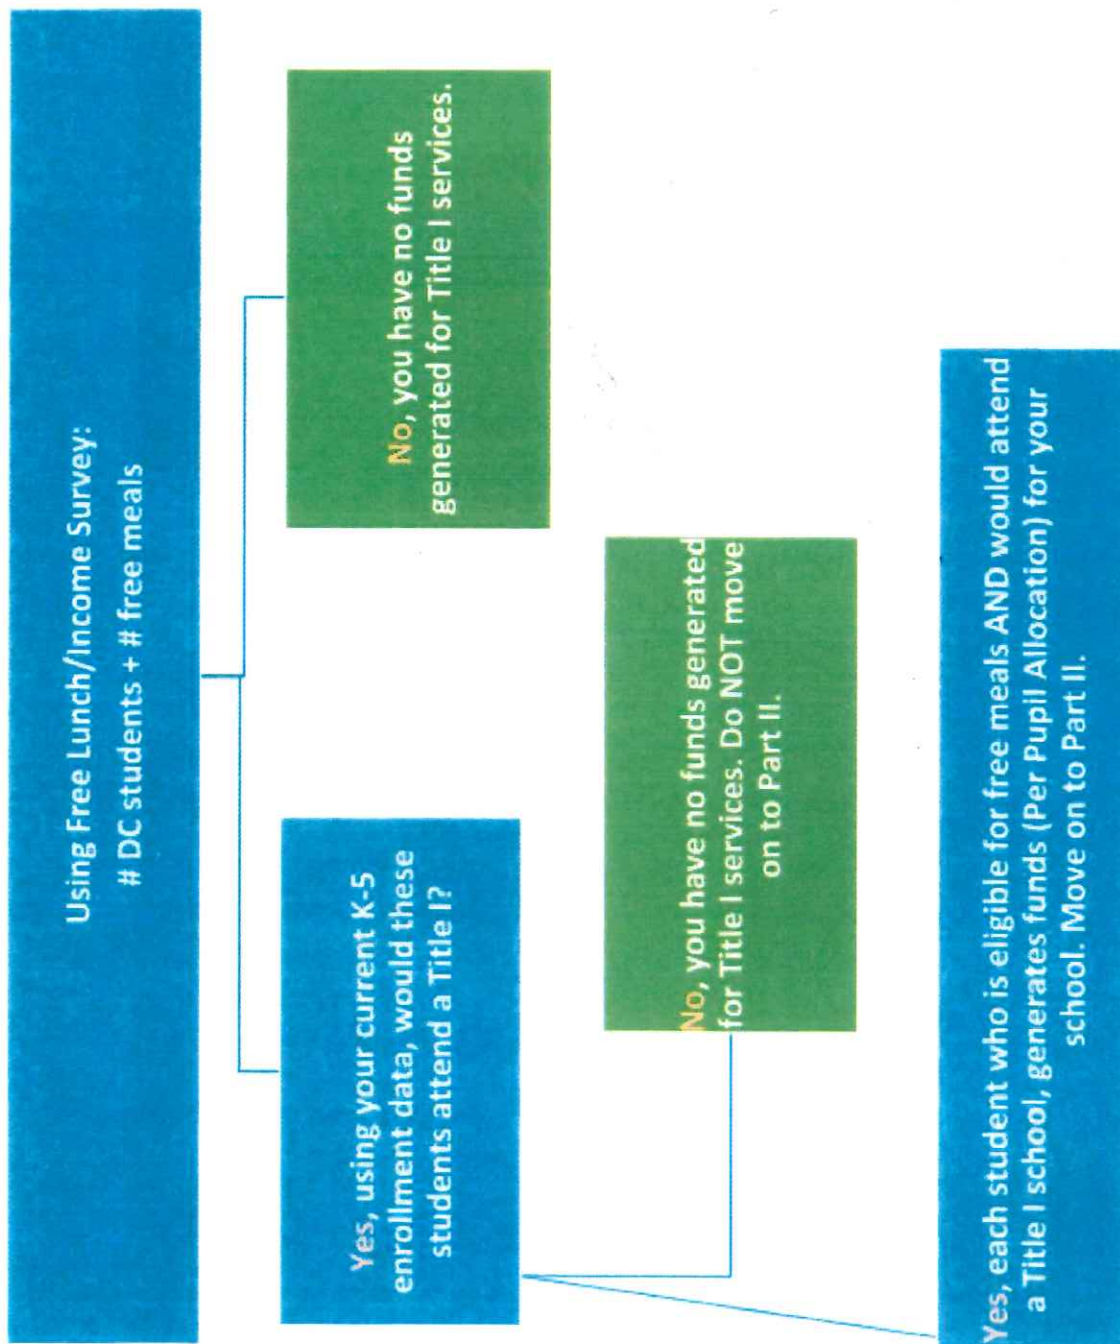 Using Free Lunch/Income Survey:
# DC students + # free meals
Yes, using your current K-5
enrollment data, would these
students attend a Title I?
No, you have no funds
generated for Title I services.
No, you have no funds generated
for Title I services. Do NOT move
on to Part II.
Yes, each student who is eligible for free meals AND would attend
a Title I school, generates funds (Per Pupil Allocation) for your
school. Move on to Part II.